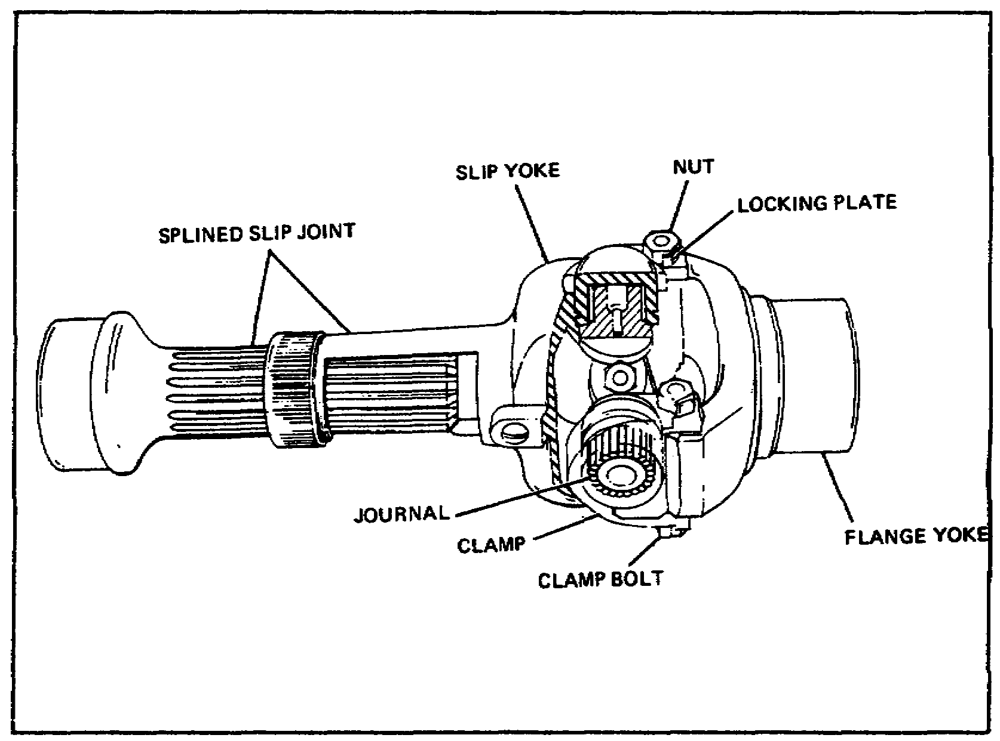 SLIP YOKE
NUT
LOCKING PLATE
SPLINED SLIP JOINT
JOURNAL
CLAMP
FLANGE YOKE
CLAMP BOLT